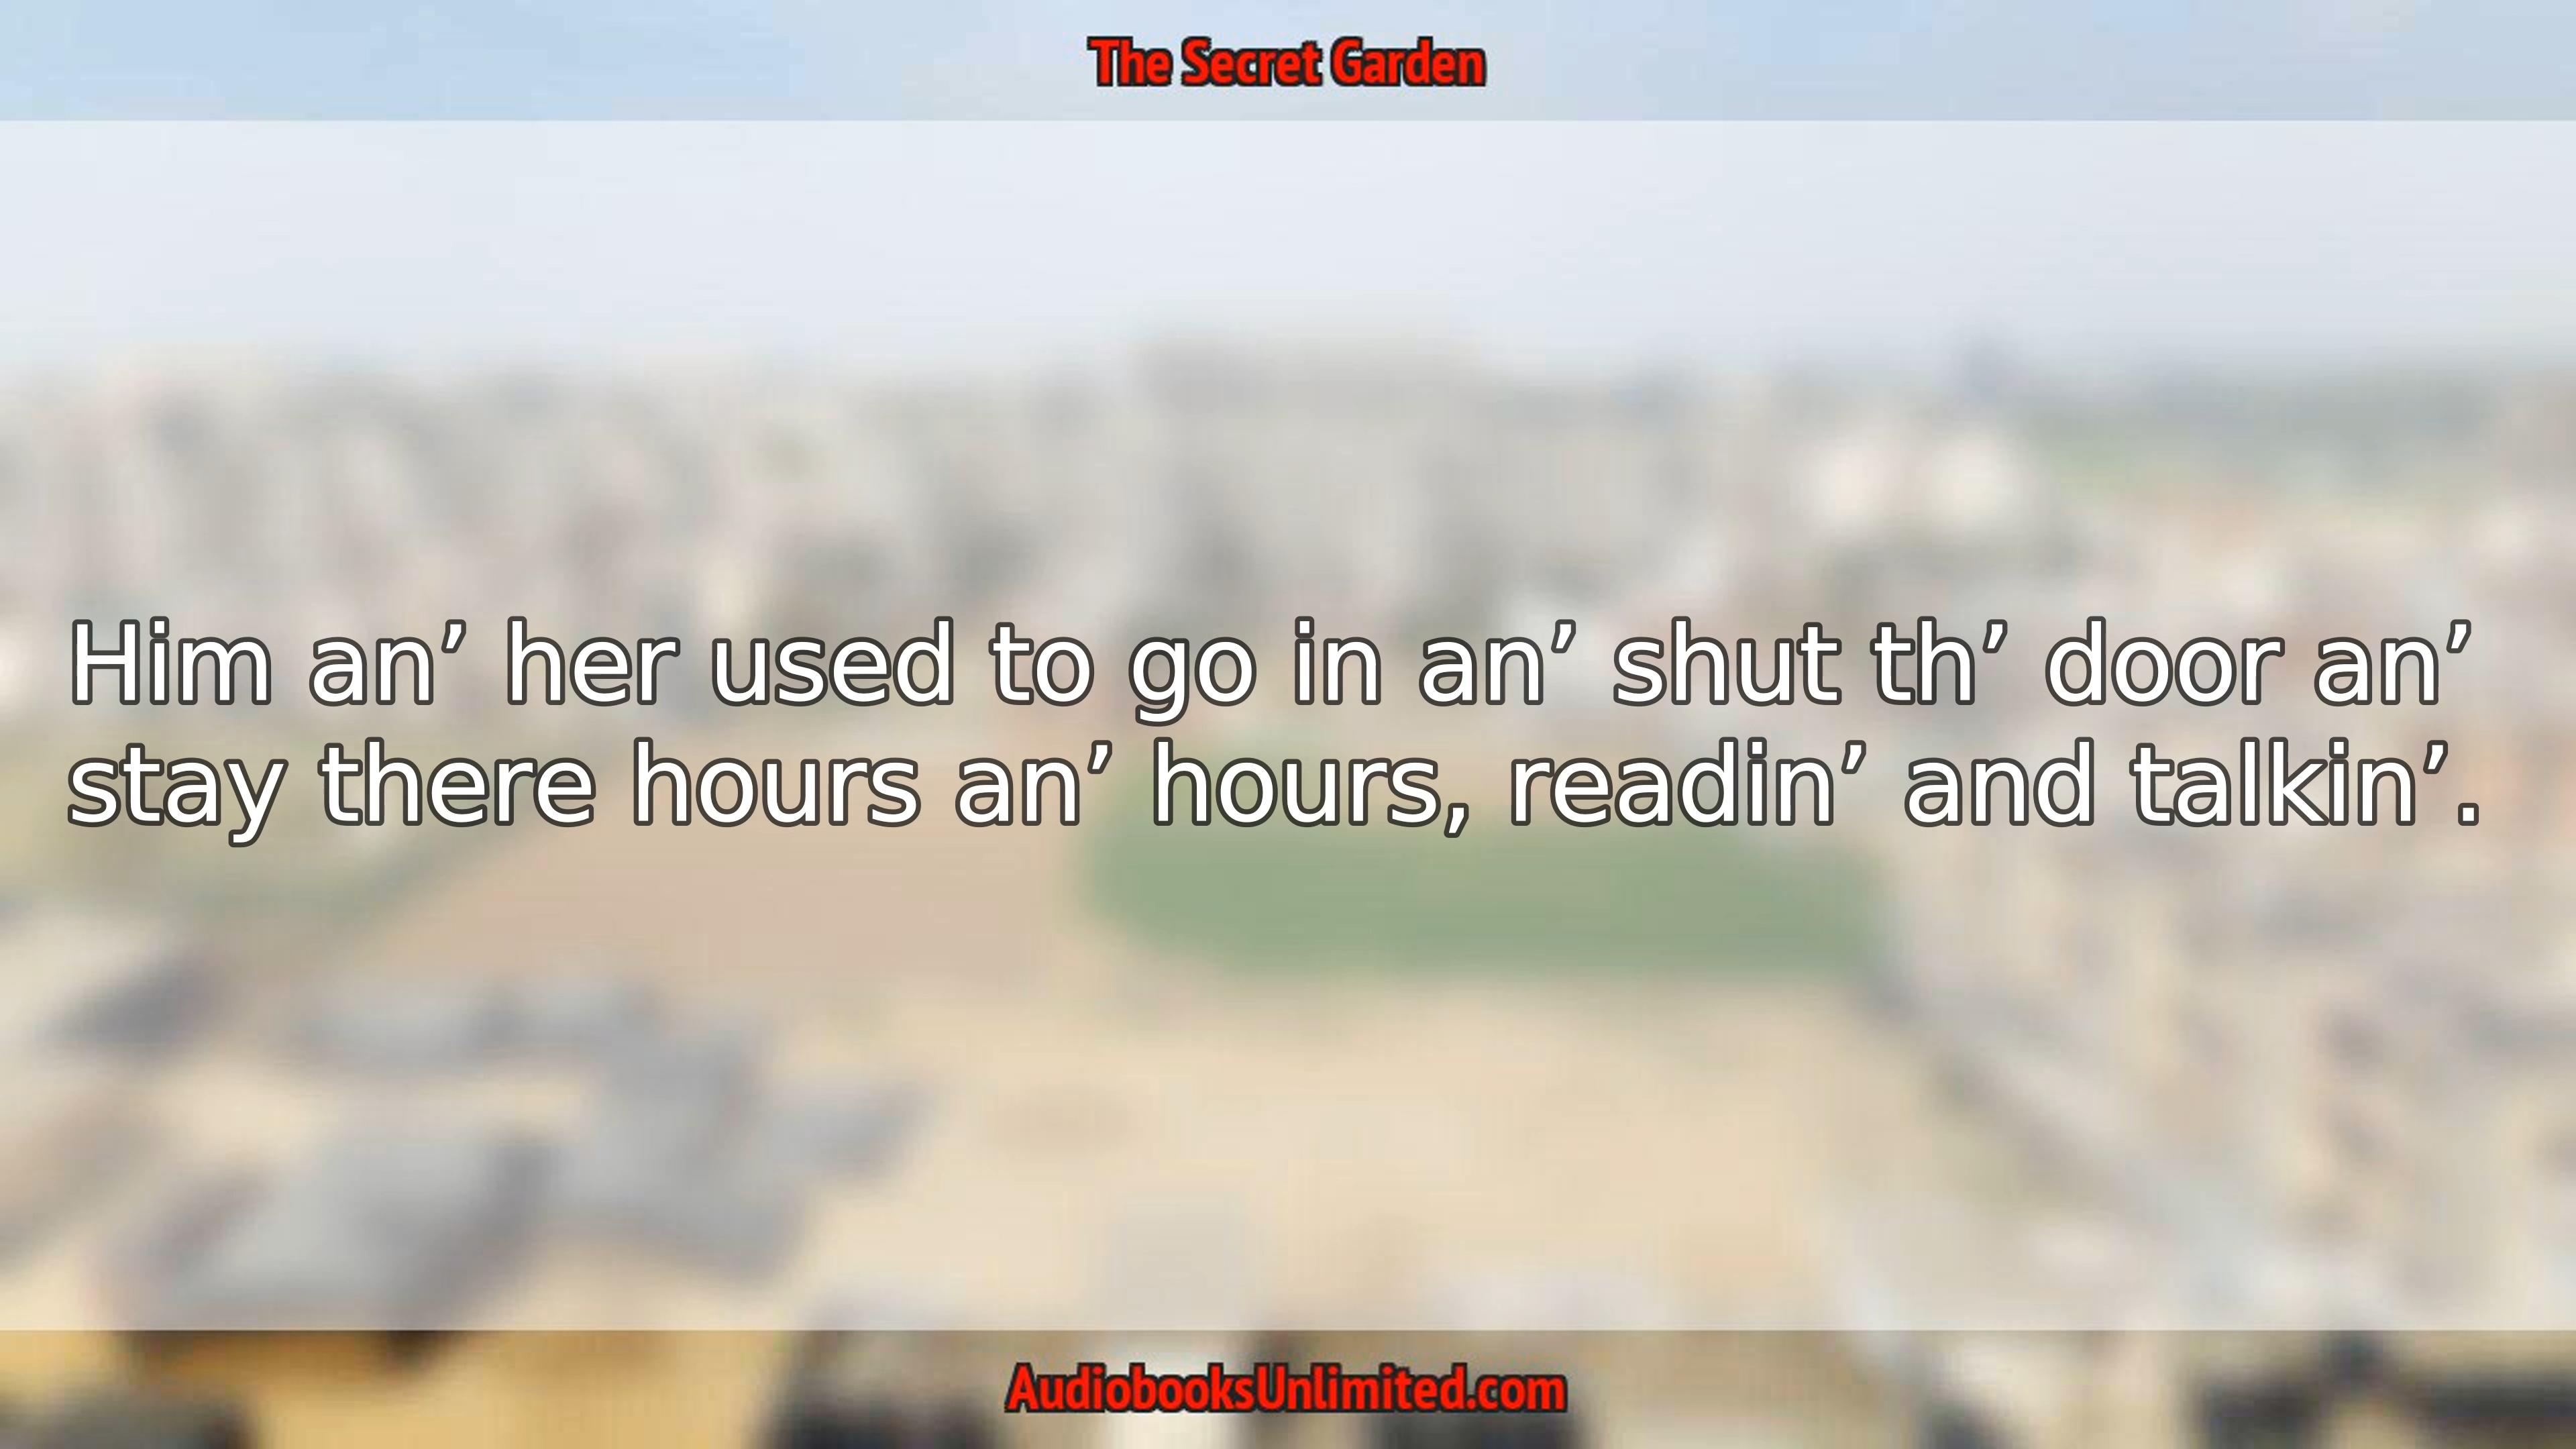 The Secret Garden
Him an’ her used to go in an’ shut th’ door an’
stay there hours an’ hours, readin’ and talkin’.
AudiobooksUnlimited.com